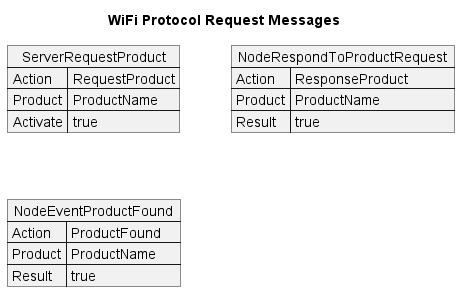 WiFi Protocol Request Messages
ServerRequestProduct
Action RequestProduct
Product ProductName
Activate true
NodeRespondToProductRequest
Action ResponseProduct
Product ProductName
Result true
NodeEventProductFound
Action ProductFound
Product ProductName
Result true